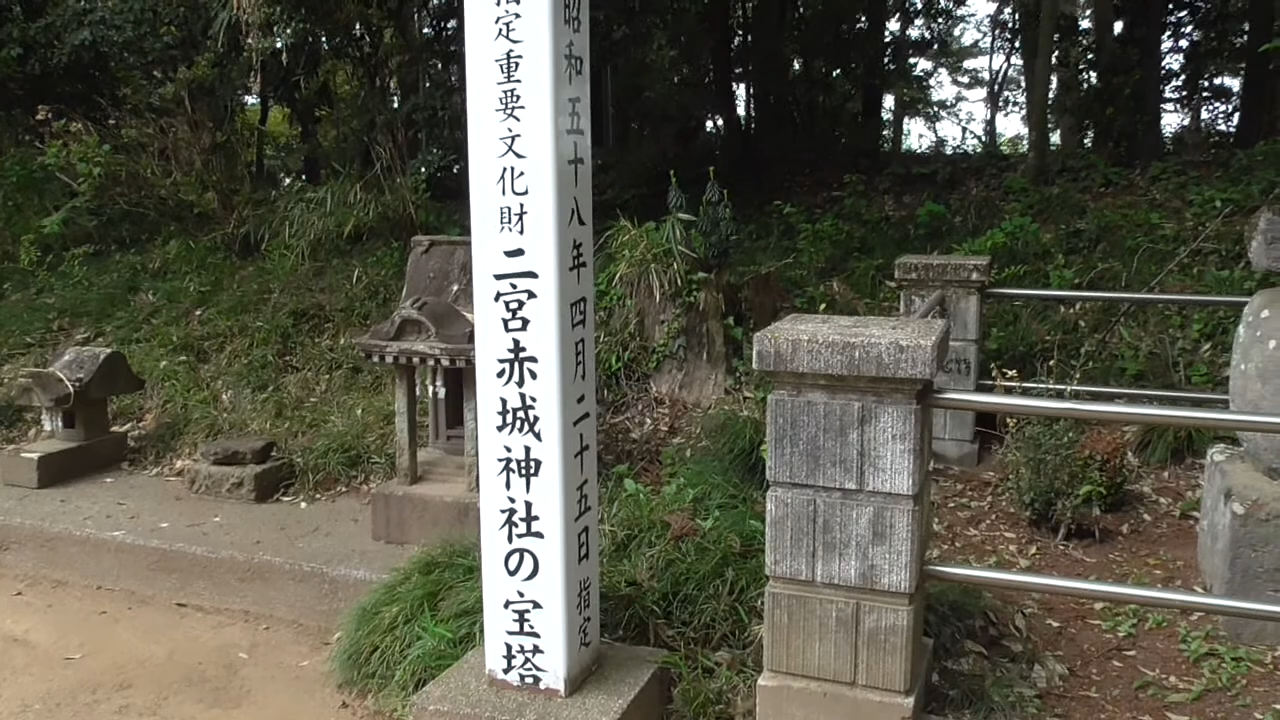 指定重要文化財 二宮赤城神社の宝塔
昭和五十八年四月二十五日 指定